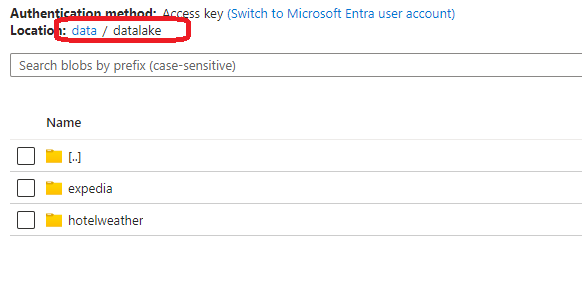 Authentication method: Access key (Switch to Microsoft Entra user account)
Location: data / datalake
Search blobs by prefix (case-sensitive)
Name
[..]
expedia
hotelweather